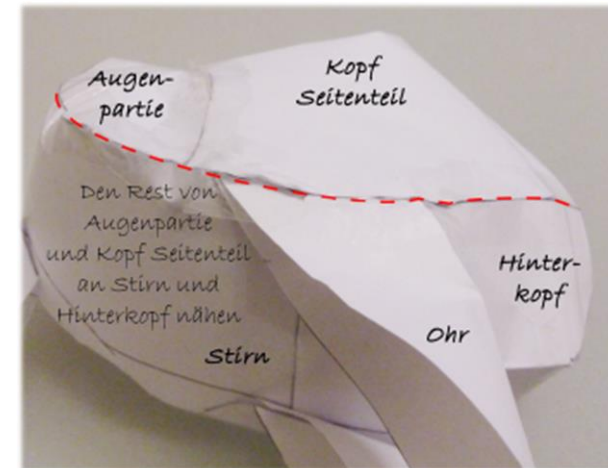 Augen-
partie
Kopf
Seitenteil
Den Rest von
Augenpartie
und Kopf Seitenteil
an Stirn und
Hinterkopf nähen
Hinter-
kopf
Ohr
Stirn